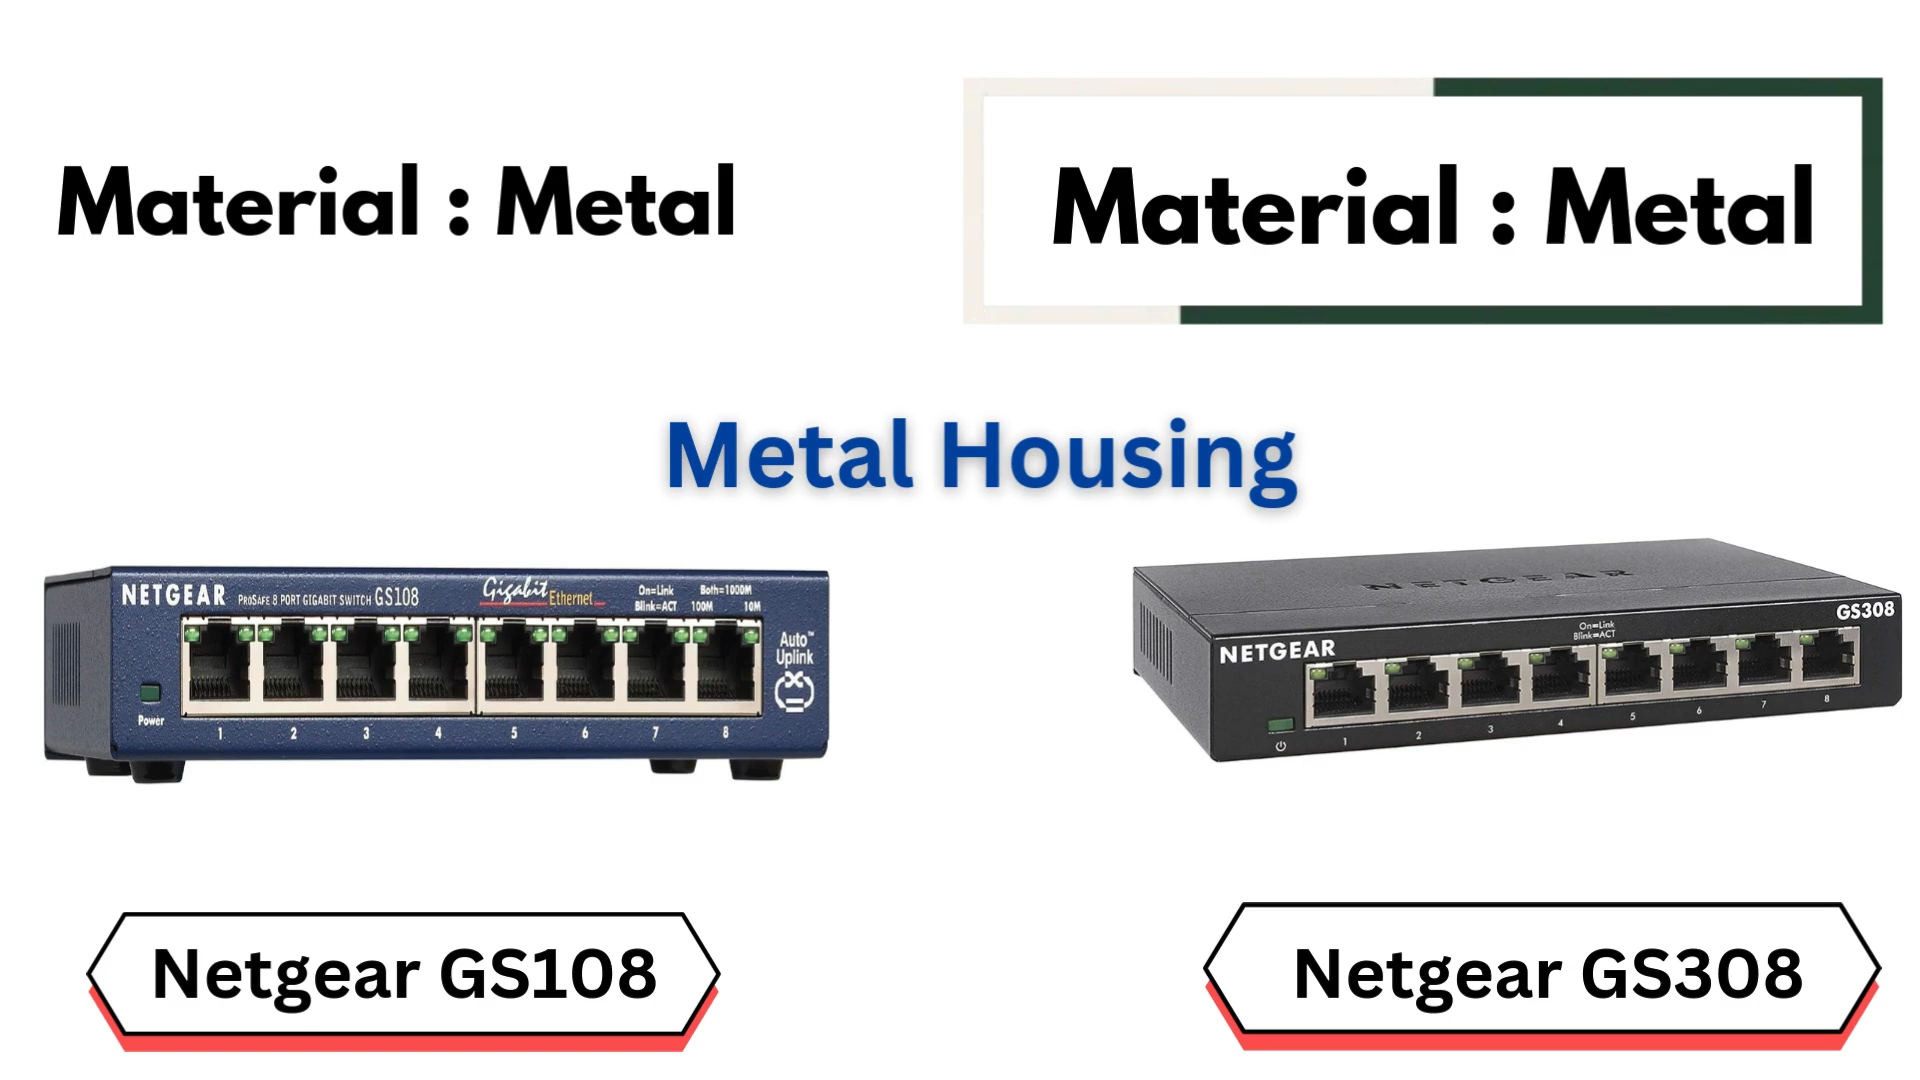 Material : Metal
Material : Metal
Metal Housing
NETGEAR PROSAFE 8 PORT GIGABIT SWITCH GS108
Gigabit Ethernet
On=Link Both=1000M
Blink=ACT 100M 10M
Auto™
Uplink
Power
1 2 3 4 5 6 7 8
NETGEAR
GS308
On=Link
Blink=ACT
NETGEAR
1 2 3 4 5 6 7 8
Netgear GS108
Netgear GS308